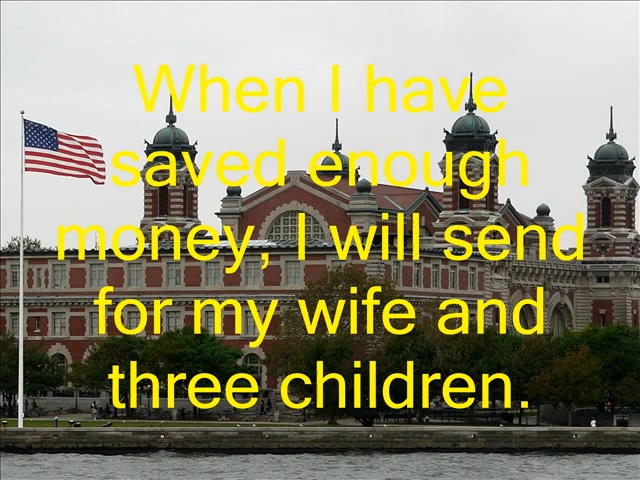 When I have
saved enough
money, I will send
for my wife and
three children.